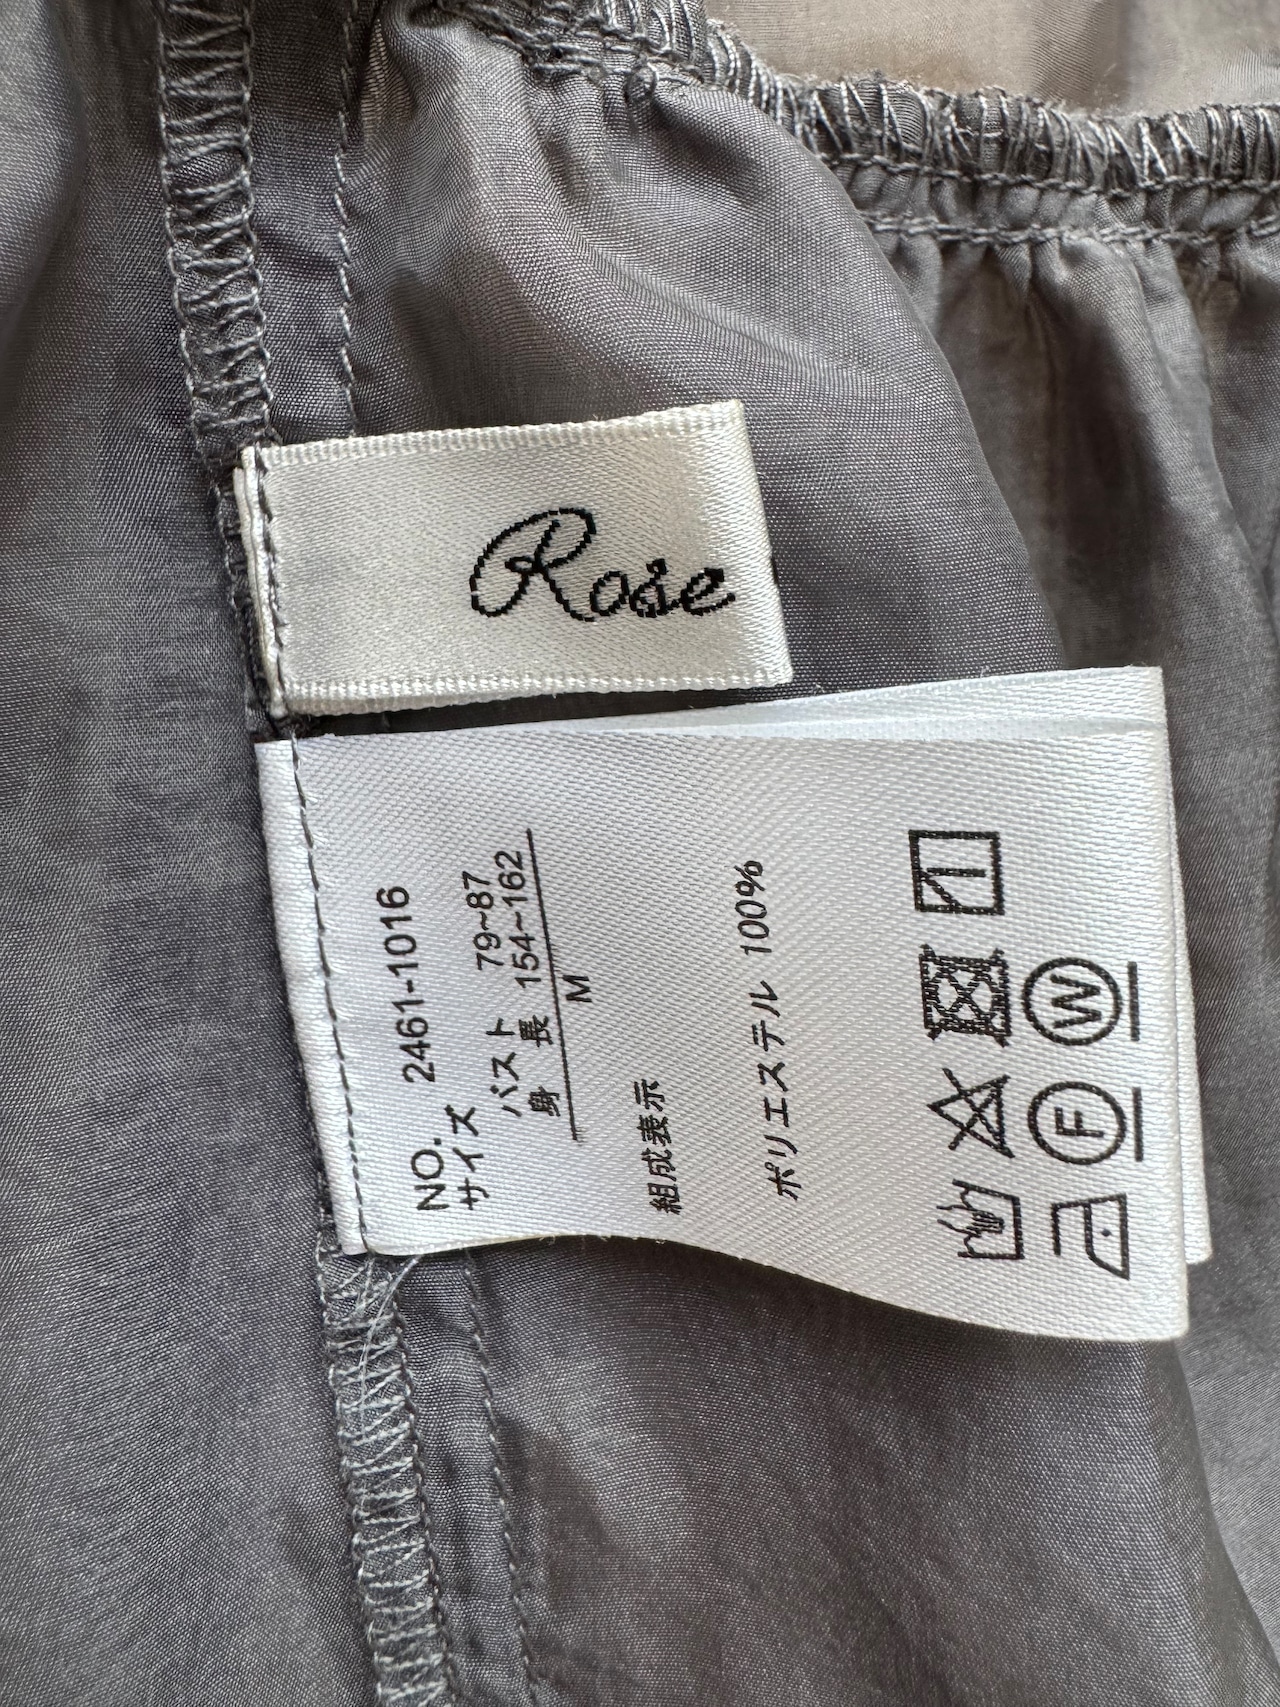 Rose
NO. 2461-1016
サイズ
バスト 79~87
身 長 154~162
M
組成表示
ポリエステル 100%
F W